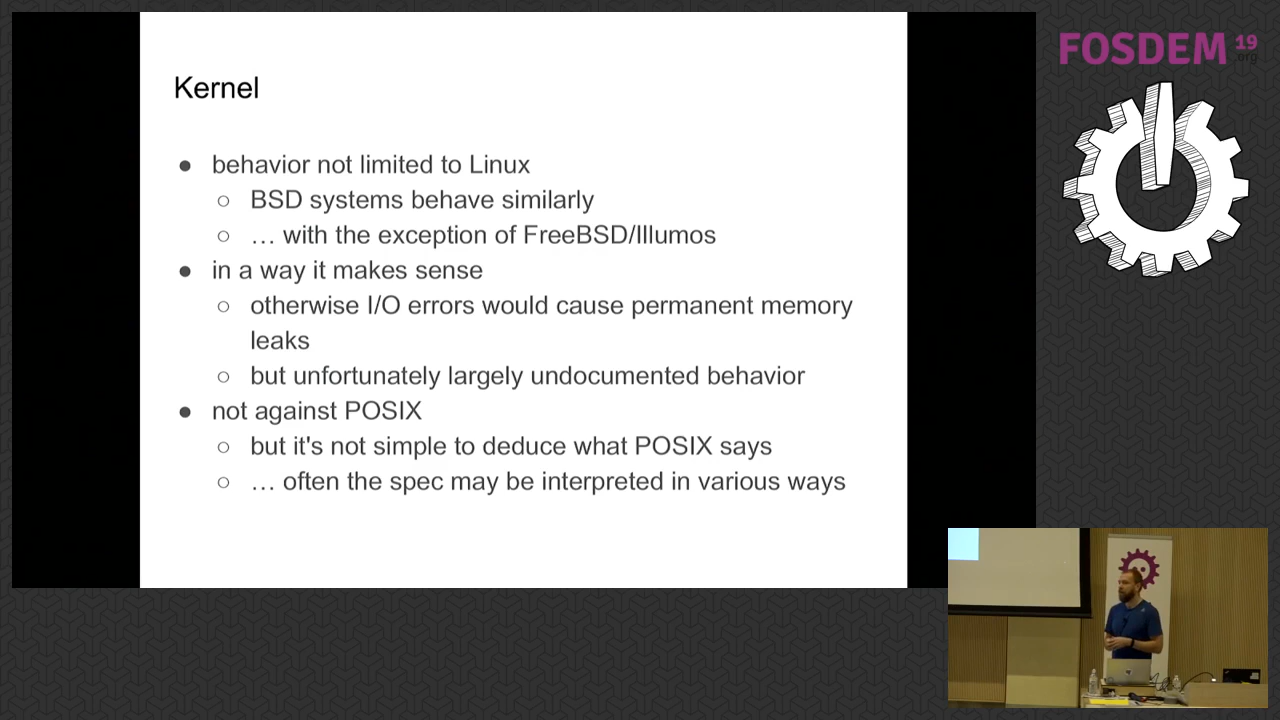 Kernel
● behavior not limited to Linux
○ BSD systems behave similarly
○ … with the exception of FreeBSD/Illumos
● in a way it makes sense
○ otherwise I/O errors would cause permanent memory
leaks
○ but unfortunately largely undocumented behavior
● not against POSIX
○ but it's not simple to deduce what POSIX says
○ … often the spec may be interpreted in various ways
FOSDEM 19
.org